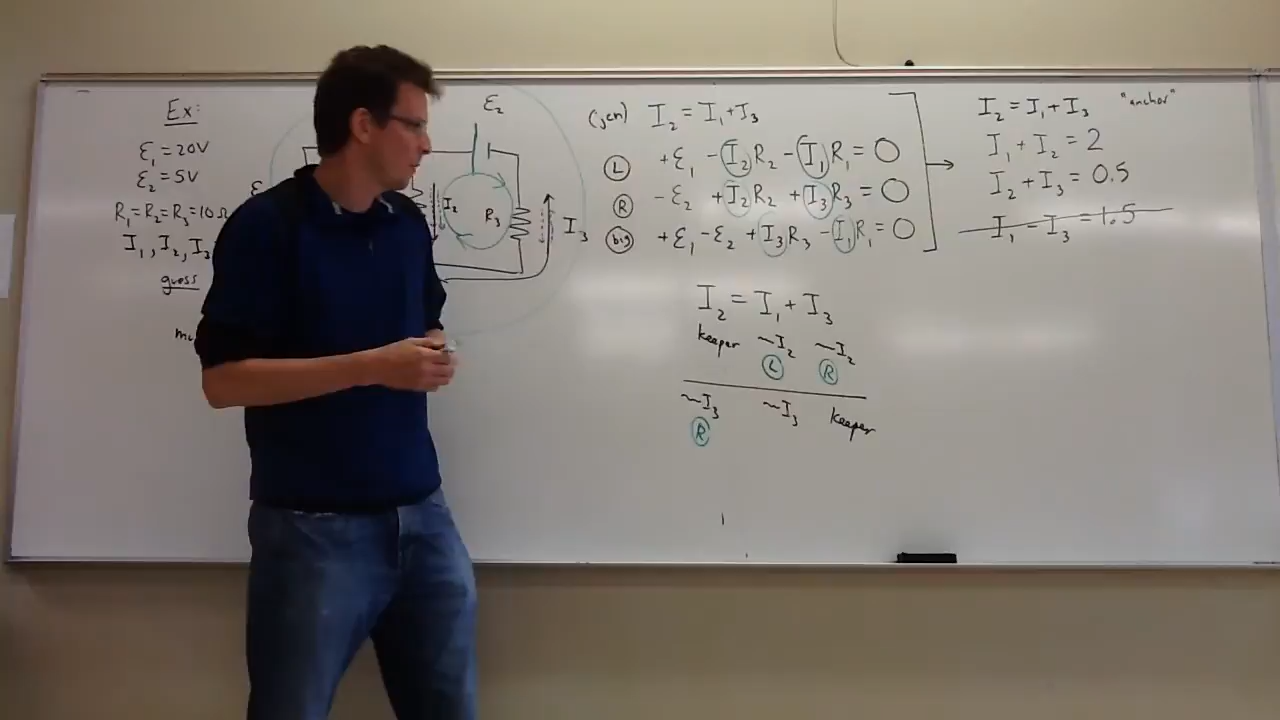 Ex:
ε₁ = 20V
ε₂ = 5V
R₁ = R₂ = R₃ = 10Ω
I₁, I₂, I₃
guess
ε₂
I₂
R₃
I₃
(jcn) I₂ = I₁ + I₃
(L) +ε₁ - I₂R₂ - I₁R₁ = 0
(R) -ε₂ + I₂R₂ + I₃R₃ = 0
(big) +ε₁ - ε₂ + I₃R₃ - I₁R₁ = 0
I₂ = I₁ + I₃ "anchor"
I₁ + I₂ = 2
I₂ + I₃ = 0.5
I₁ - I₃ = 1.5
I₂ = I₁ + I₃
keeper ~I₂ ~I₂
(L) (R)
~I₃ ~I₃ keeper
(R)